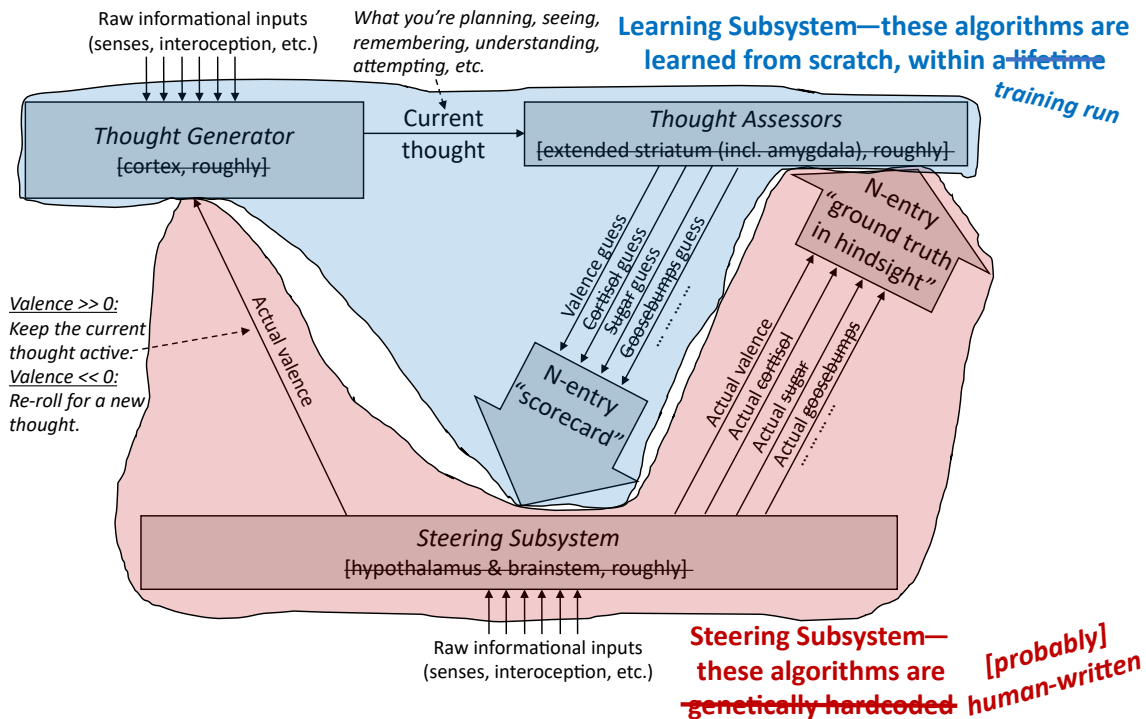 Raw informational inputs
(senses, interoception, etc.)
What you're planning, seeing,
remembering, understanding,
attempting, etc.
Learning Subsystem—these algorithms are
learned from scratch, within a lifetime
training run
Thought Generator
[cortex, roughly]
Current
thought
Thought Assessors
[extended striatum (incl. amygdala), roughly]
Valence guess
Cortisol guess
sugar guess
Goosebumps guess
... ... ... ...
N-entry
"scorecard"
N-entry
"ground truth
in hindsight"
Actual valence
Actual cortisol
Actual sugar
Actual goosebumps
... ... ... ...
Valence >> 0:
Keep the current
thought active.
Valence << 0:
Re-roll for a new
thought.
Actual valence
Steering Subsystem
[hypothalamus & brainstem, roughly]
Raw informational inputs
(senses, interoception, etc.)
Steering Subsystem—
these algorithms are
genetically hardcoded
[probably]
human-written